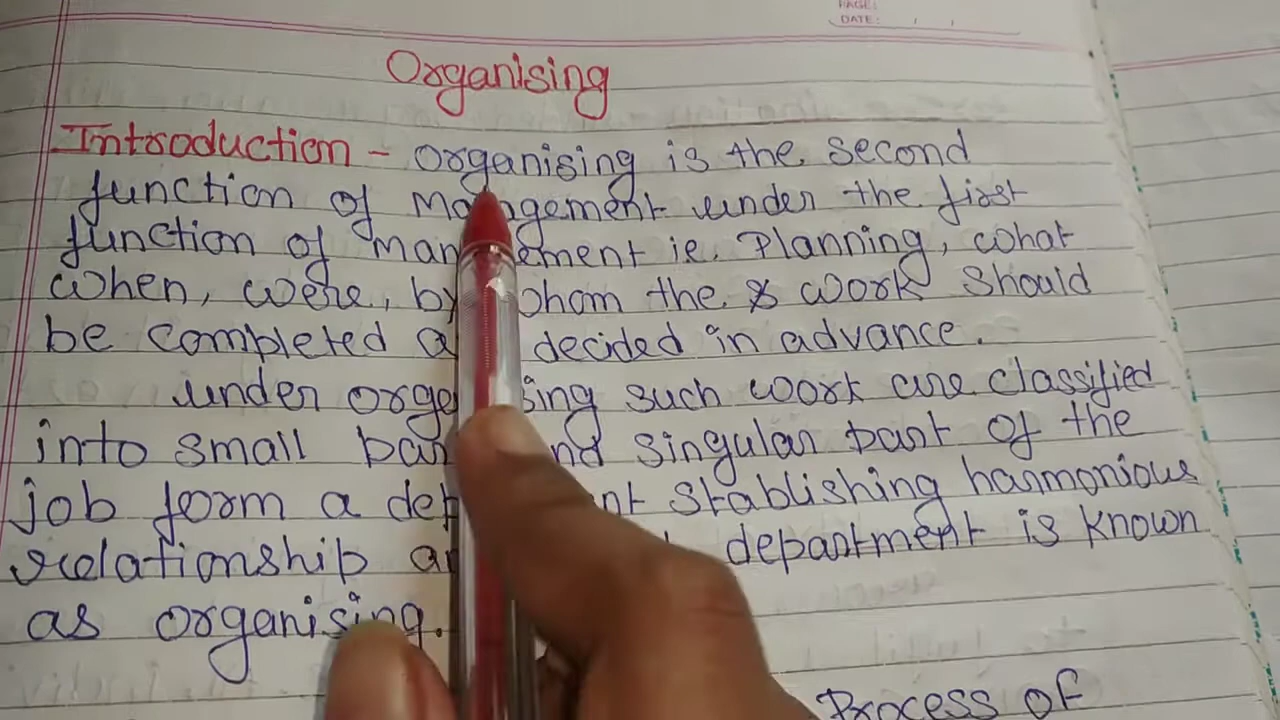 PAGE:
DATE:
Organising
Introduction - organising is the second
function of Management under the first
function of management ie. Planning, what
when, were, by whom the work should
be completed decided in advance.
under organising such work are classified
into small and singular part of the
job form a department stablishing harmonious
relationship department is known
as organising.
Process of